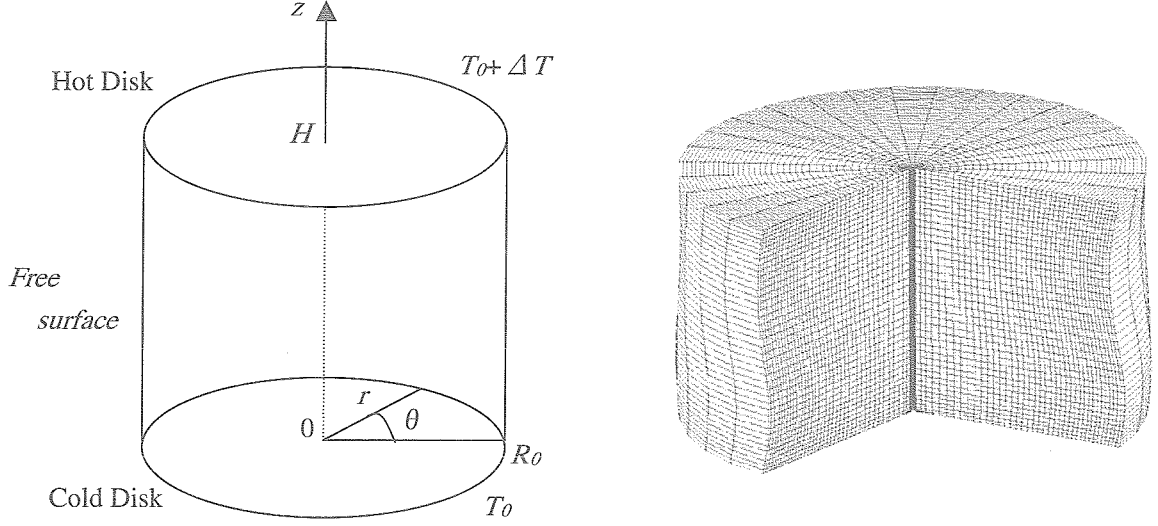 z
Hot Disk
T₀+ ΔT
H
Free
surface
r
0
θ
R₀
Cold Disk
T₀